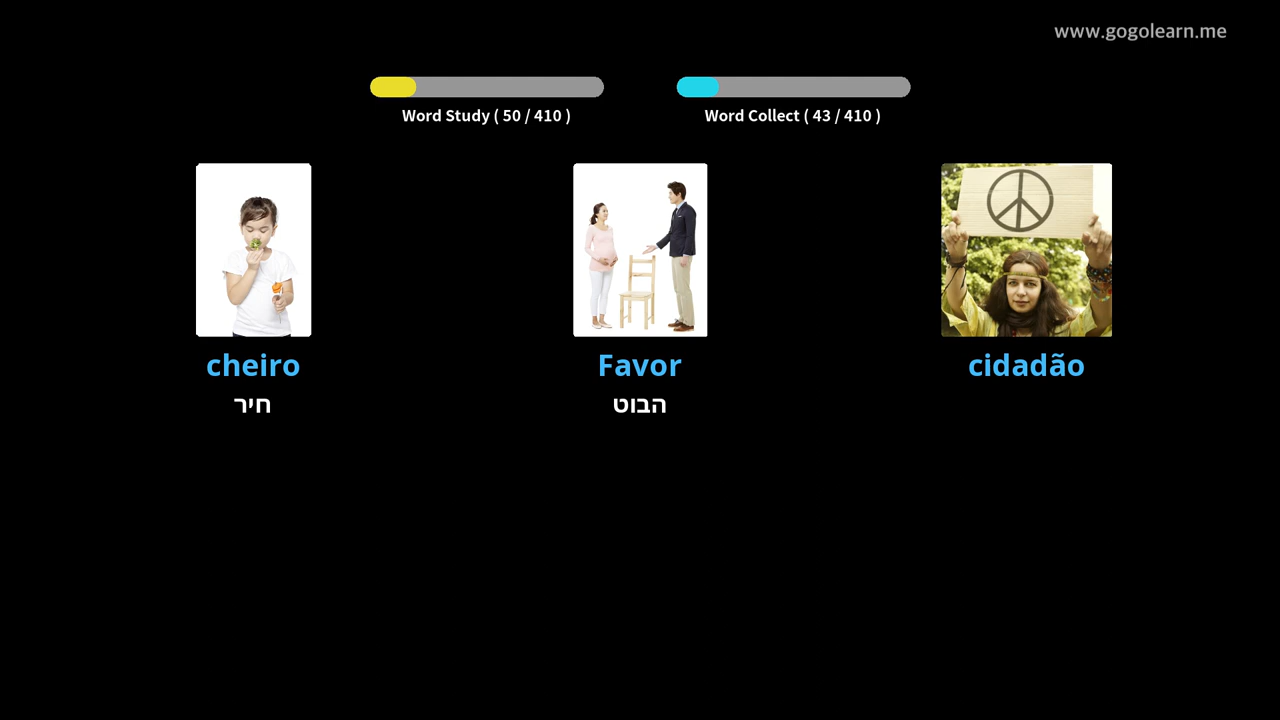 www.gogolearn.me
Word Study ( 50 / 410 )
Word Collect ( 43 / 410 )
cheiro
Favor
cidadão
חיר
הבוט